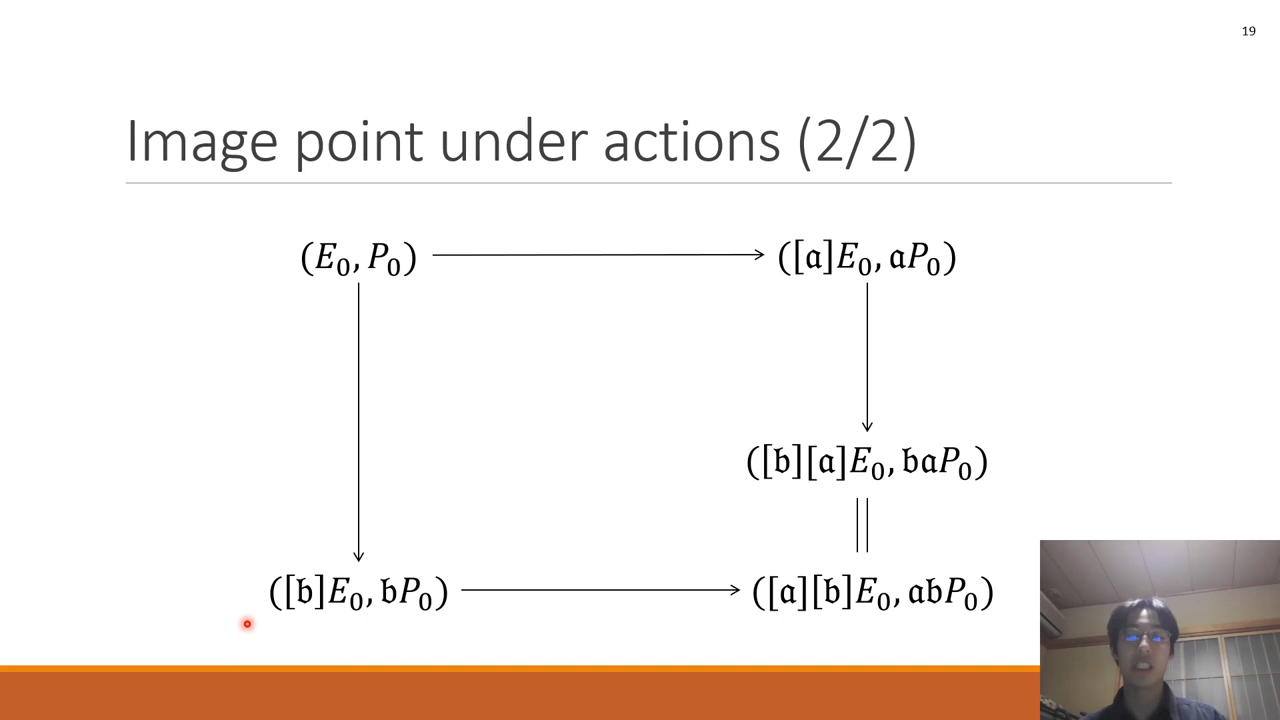 19
Image point under actions (2/2)
(𝐸₀, 𝑃₀)
([𝔞]𝐸₀, 𝔞𝑃₀)
([𝔟][𝔞]𝐸₀, 𝔟𝔞𝑃₀)
([𝔟]𝐸₀, 𝔟𝑃₀)
([𝔞][𝔟]𝐸₀, 𝔞𝔟𝑃₀)